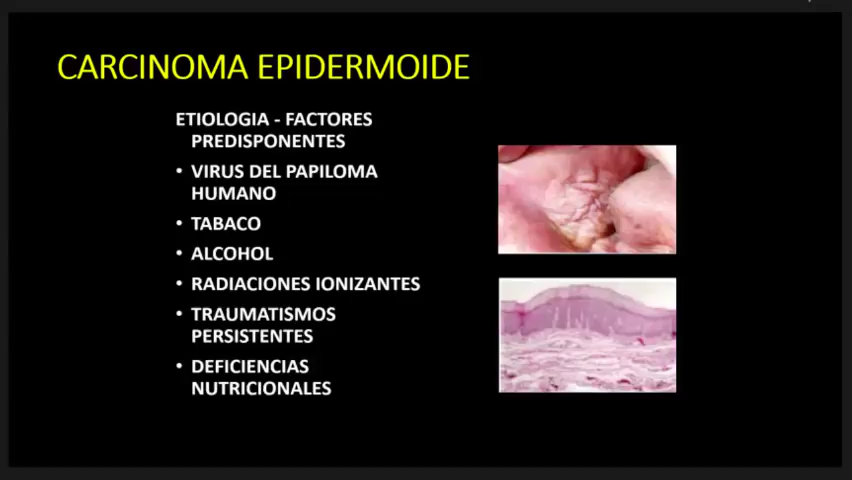 CARCINOMA EPIDERMOIDE
ETIOLOGIA - FACTORES
PREDISPONENTES
• VIRUS DEL PAPILOMA
HUMANO
• TABACO
• ALCOHOL
• RADIACIONES IONIZANTES
• TRAUMATISMOS
PERSISTENTES
• DEFICIENCIAS
NUTRICIONALES